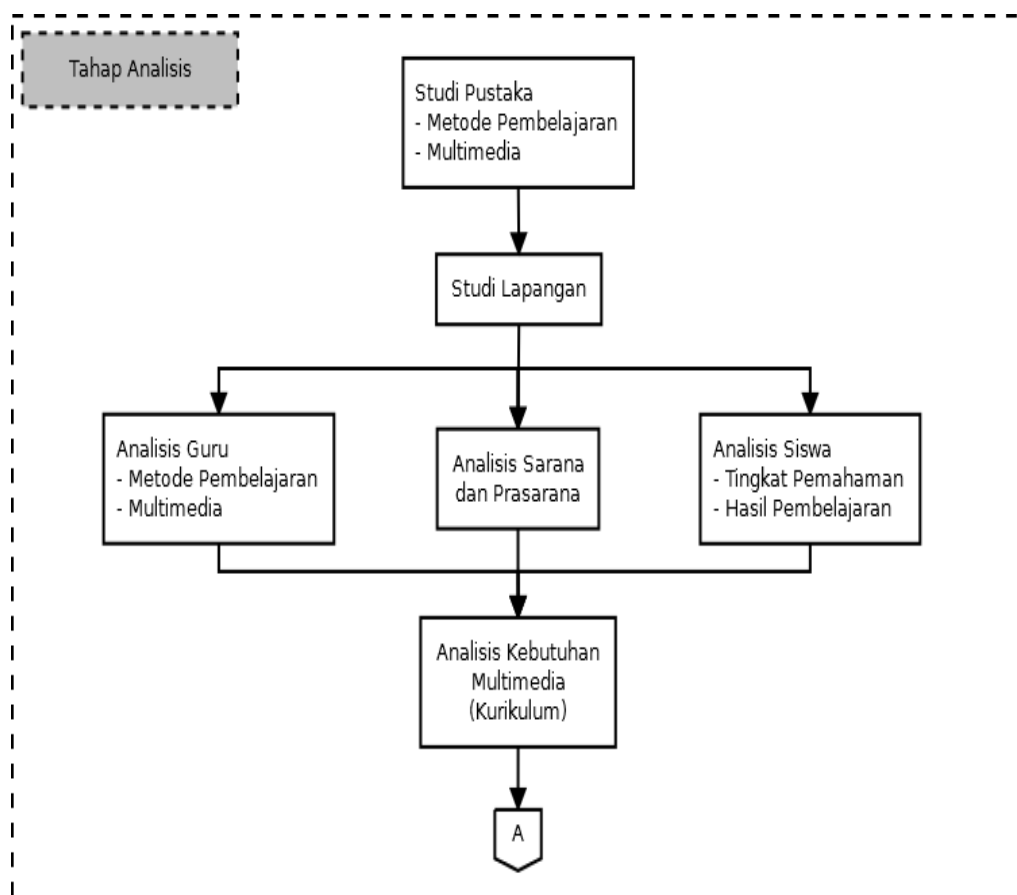 Tahap Analisis
Studi Pustaka
- Metode Pembelajaran
- Multimedia
Studi Lapangan
Analisis Guru
- Metode Pembelajaran
- Multimedia
Analisis Sarana
dan Prasarana
Analisis Siswa
- Tingkat Pemahaman
- Hasil Pembelajaran
Analisis Kebutuhan
Multimedia
(Kurikulum)
A